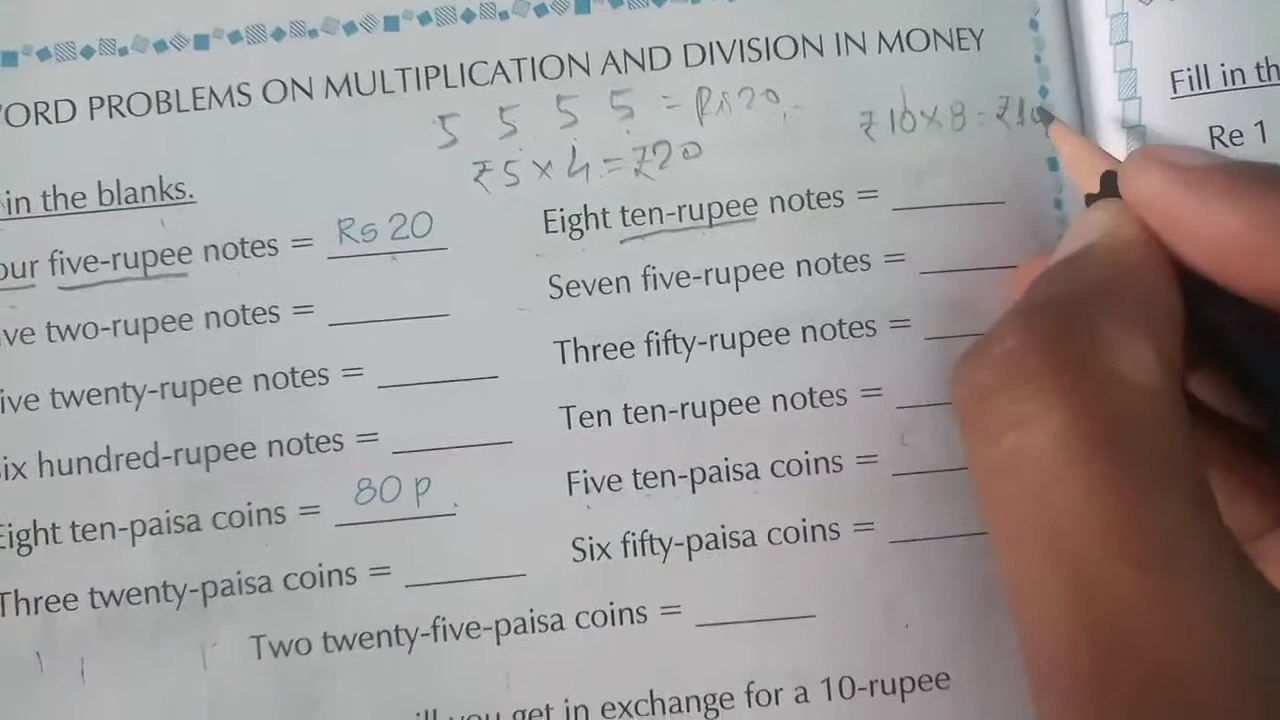 ORD PROBLEMS ON MULTIPLICATION AND DIVISION IN MONEY
5 5 5 5 = Rs 20
₹5 × 4 = ₹20
₹10 × 8 = ₹
in the blanks.
our five-rupee notes = Rs 20
Eight ten-rupee notes =
ive two-rupee notes =
Seven five-rupee notes =
ive twenty-rupee notes =
Three fifty-rupee notes =
ix hundred-rupee notes =
Ten ten-rupee notes =
Eight ten-paisa coins = 80 p
Five ten-paisa coins =
Three twenty-paisa coins =
Six fifty-paisa coins =
Two twenty-five-paisa coins =
ill you get in exchange for a 10-rupee
Fill in th
Re 1